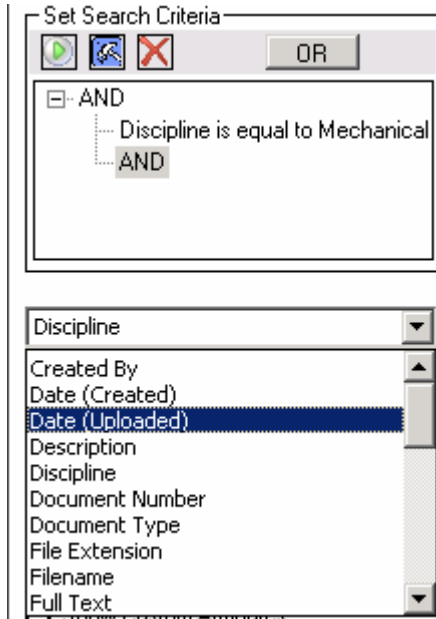 Set Search Criteria
OR
AND
Discipline is equal to Mechanical
AND
Discipline
Created By
Date (Created)
Date (Uploaded)
Description
Discipline
Document Number
Document Type
File Extension
Filename
Full Text